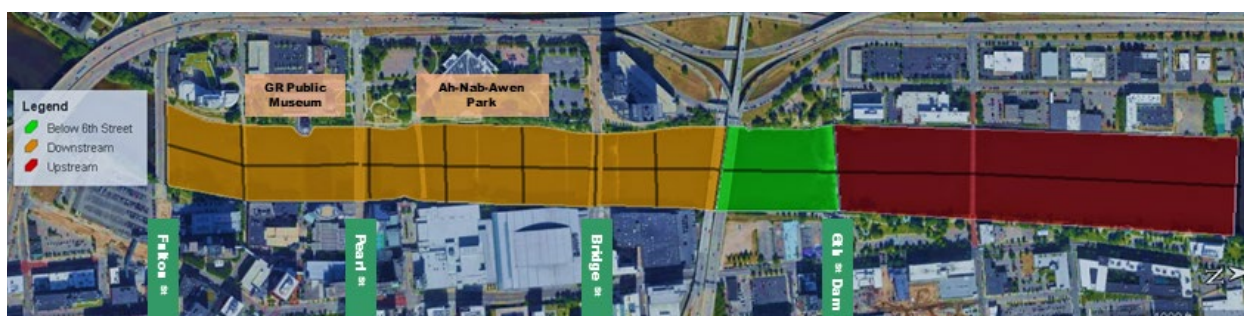 GR Public
Museum
Ah-Nab-Awen
Park
Legend
Below 6th Street
Downstream
Upstream
Fulton St
Pearl St
Bridge St
6th St Dam
N